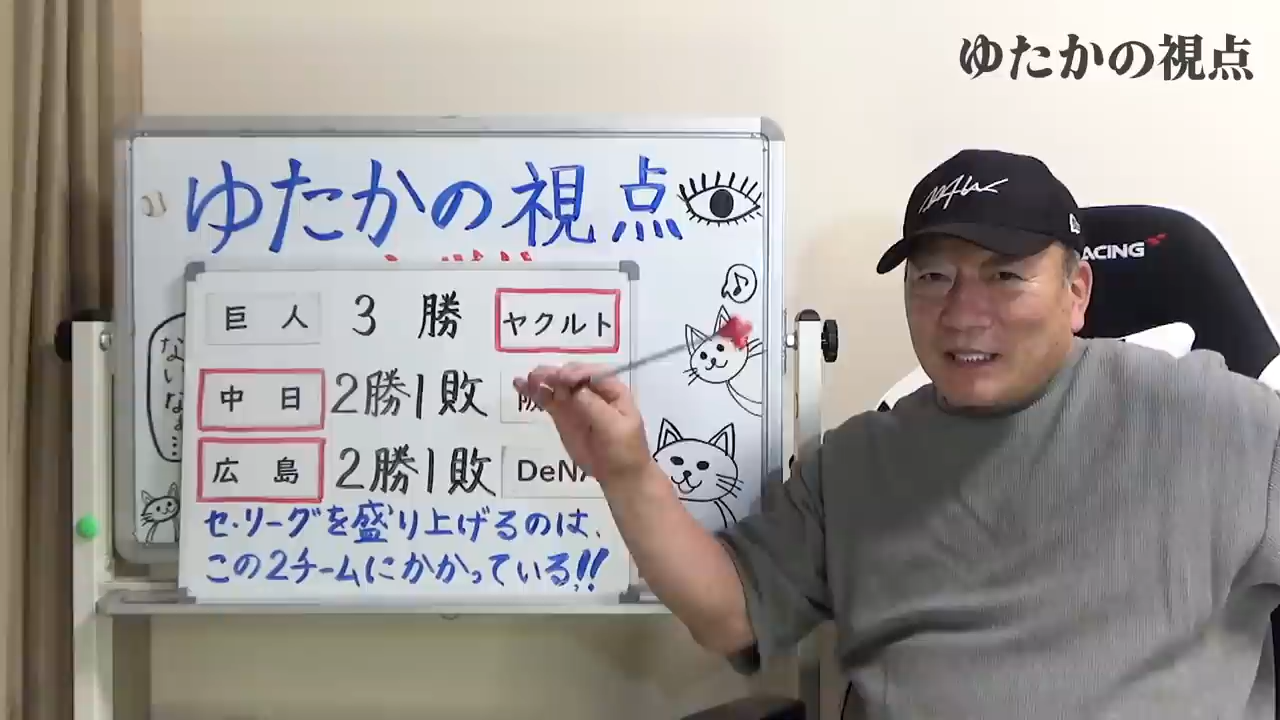 ゆたかの視点
ゆたかの視点
巨人 3勝 ヤクルト
中日 2勝1敗
広島 2勝1敗 DeNA
セ・リーグを盛り上げるのは、
この2チームにかかっている!!
ACING